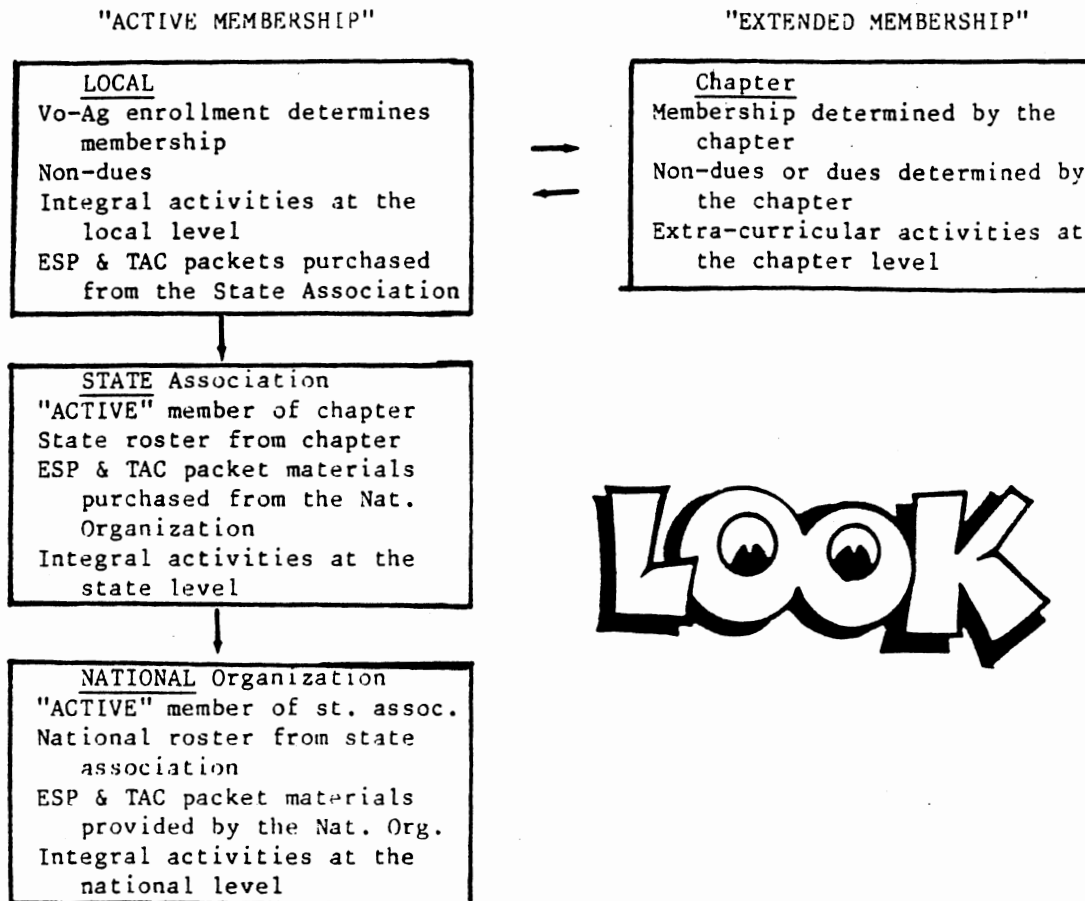 "ACTIVE MEMBERSHIP"
LOCAL
Vo-Ag enrollment determines
membership
Non-dues
Integral activities at the
local level
ESP & TAC packets purchased
from the State Association
STATE Association
"ACTIVE" member of chapter
State roster from chapter
ESP & TAC packet materials
purchased from the Nat.
Organization
Integral activities at the
state level
NATIONAL Organization
"ACTIVE" member of st. assoc.
National roster from state
association
ESP & TAC packet materials
provided by the Nat. Org.
Integral activities at the
national level
"EXTENDED MEMBERSHIP"
Chapter
Membership determined by the
chapter
Non-dues or dues determined by
the chapter
Extra-curricular activities at
the chapter level
LOOK